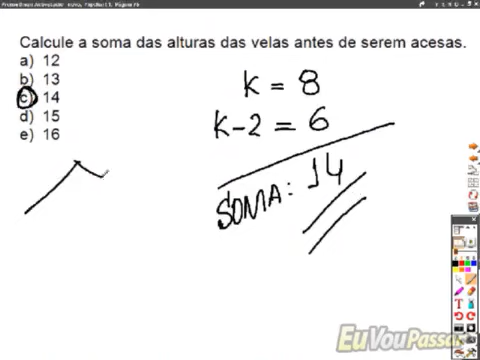 Calcule a soma das alturas das velas antes de serem acesas.
a) 12
b) 13
c) 14
d) 15
e) 16
k = 8
k-2 = 6
SOMA: 14
EuVouPassar